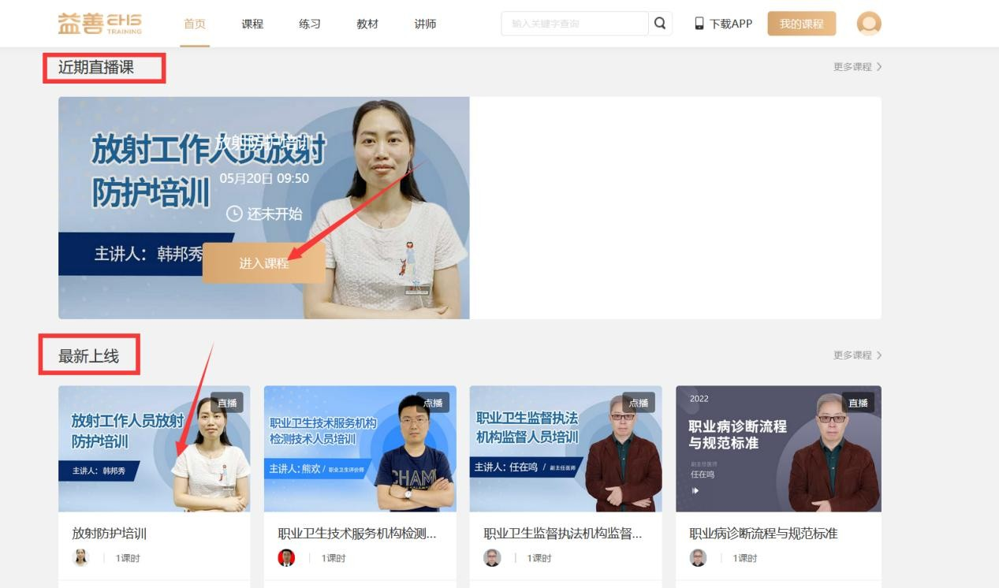 益善 EHS
TRAINING
首页
课程
练习
教材
讲师
输入关键字查询
下载APP
我的课程
近期直播课
更多课程
放射工作人员放射
防护培训
放射防护培训
05月20日 09:50
还未开始
主讲人：韩邦秀
进入课程
最新上线
更多课程
直播
放射工作人员放射
防护培训
主讲人：韩邦秀
点播
职业卫生技术服务机构
检测技术人员培训
主讲人：熊欢 / 职业卫生评价师
CHAM
点播
职业卫生监督执法
机构监督人员培训
主讲人：任在鸣 / 副主任医师
2022
直播
职业病诊断流程
与规范标准
副主任医师
任在鸣
放射防护培训
1课时
职业卫生技术服务机构检测...
1课时
职业卫生监督执法机构监督...
1课时
职业病诊断流程与规范标准
1课时